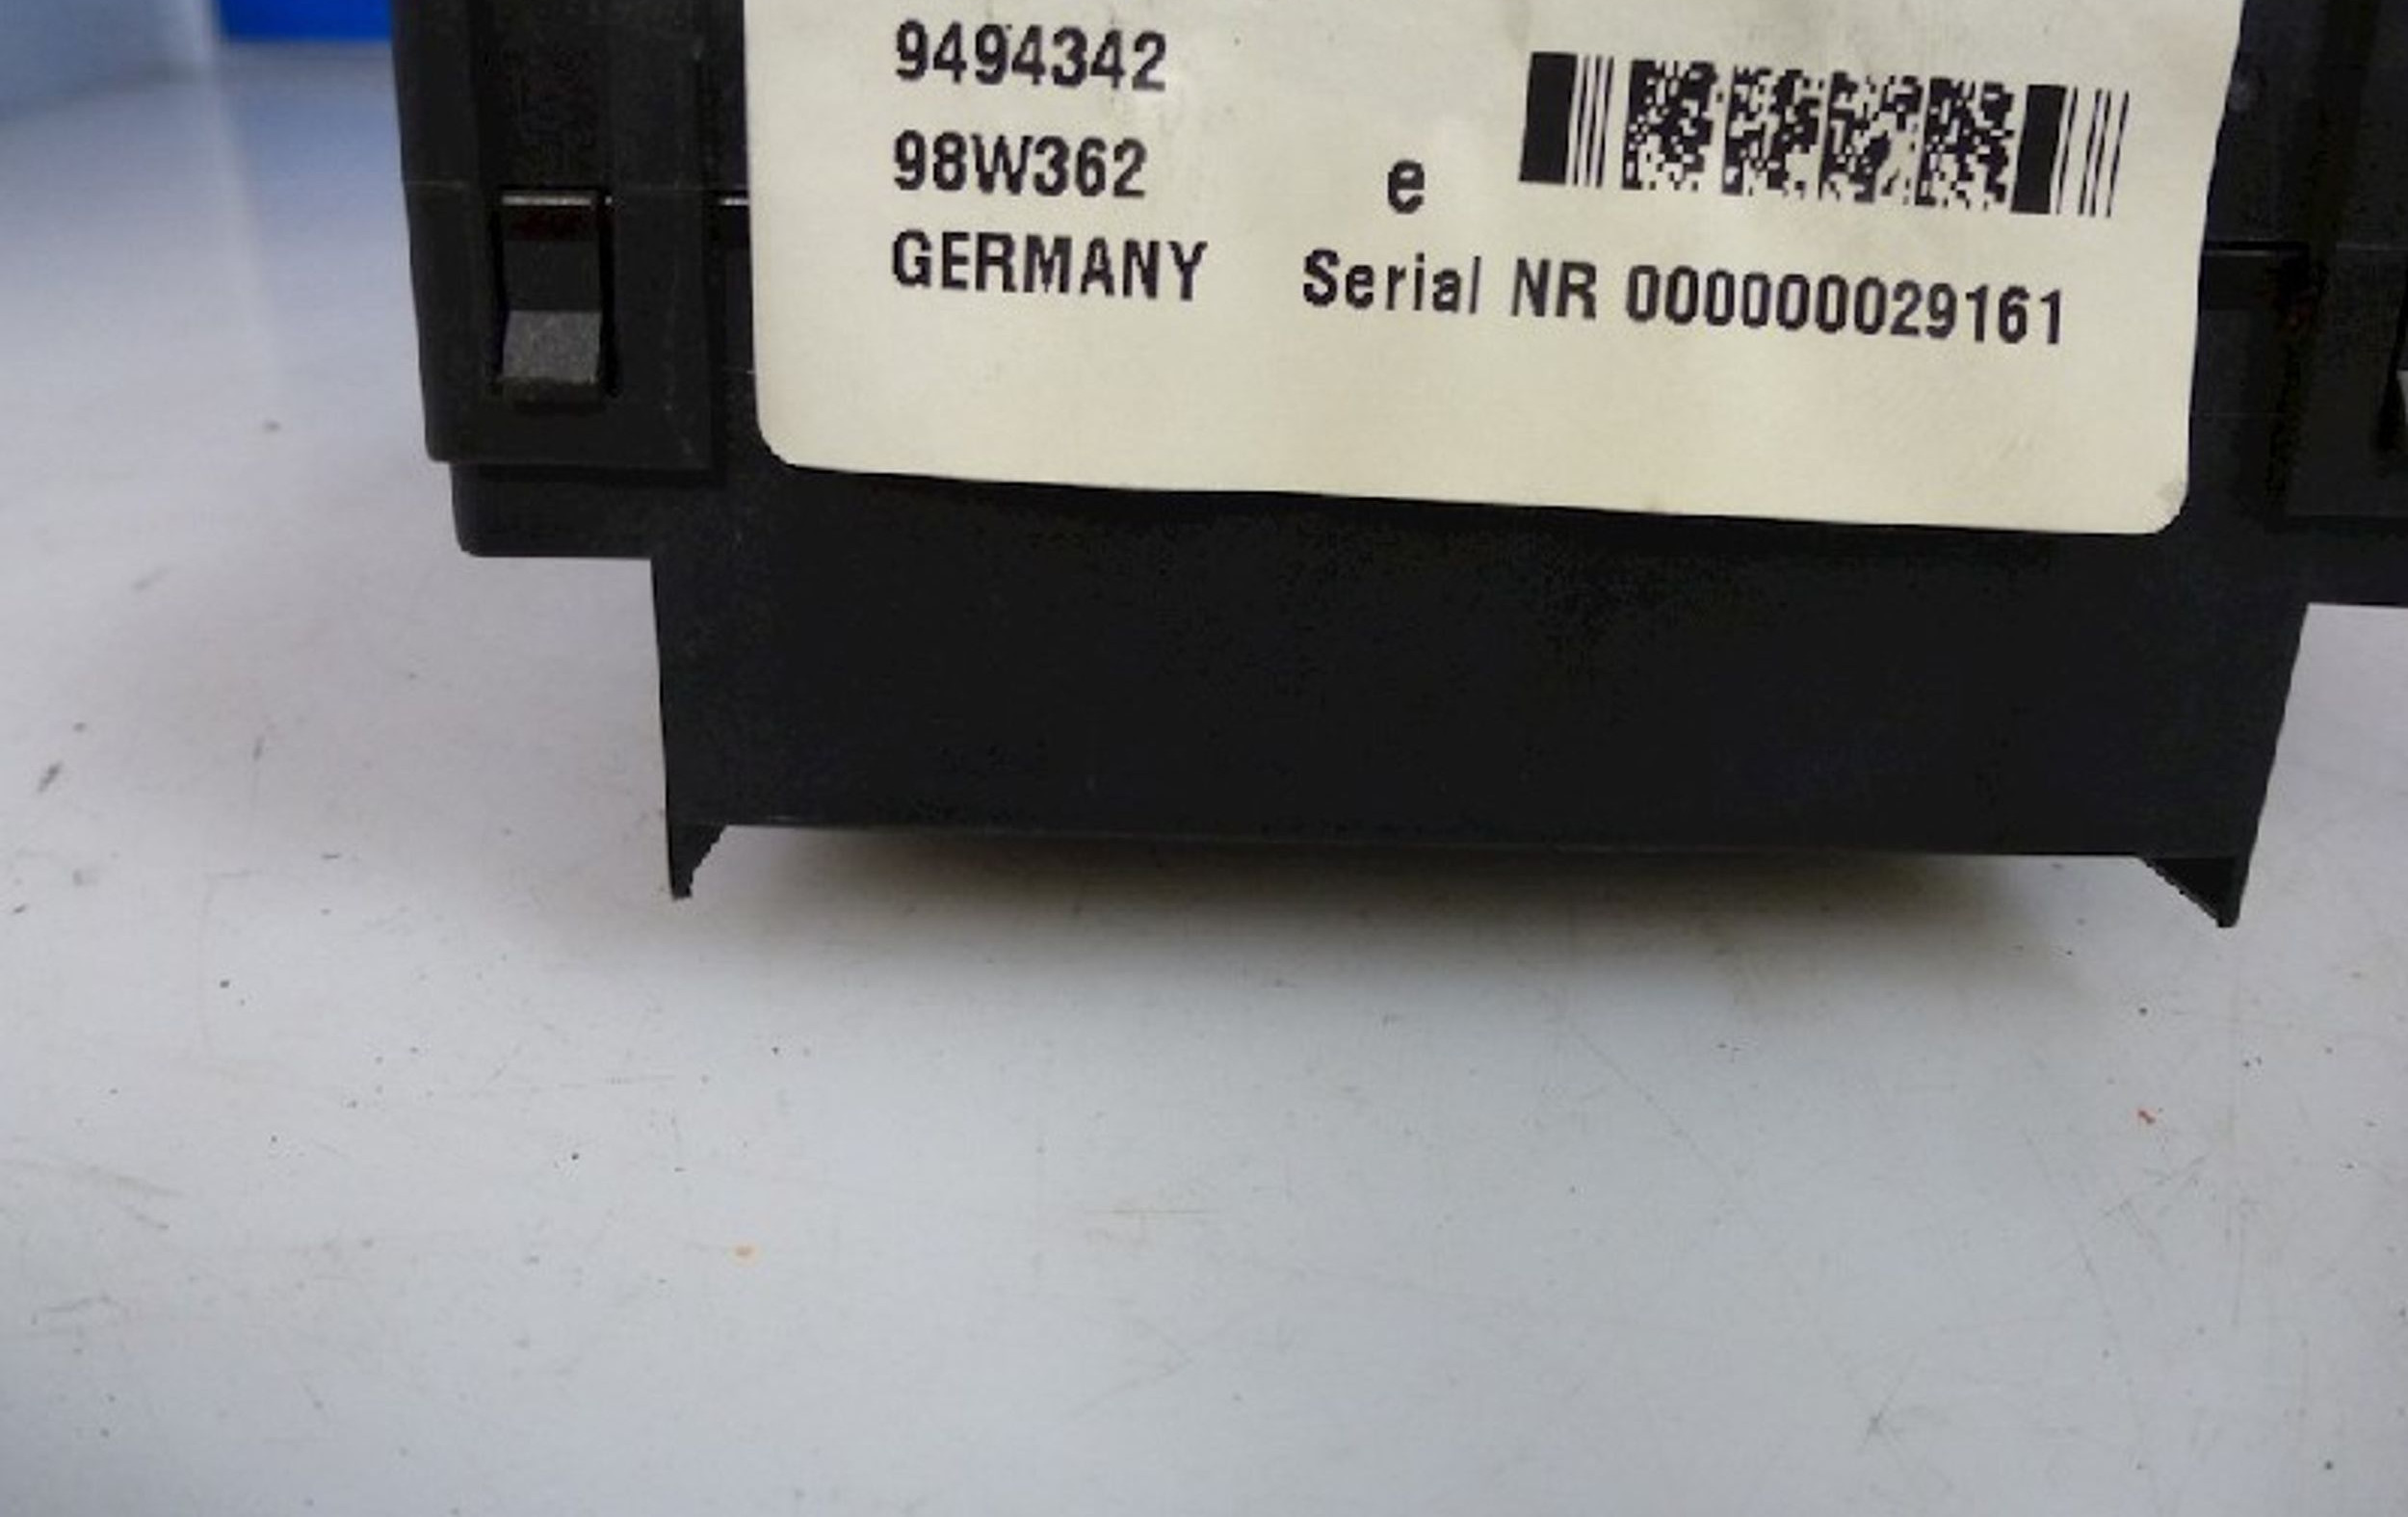 9494342
98W362
e
GERMANY
Serial NR 000000029161